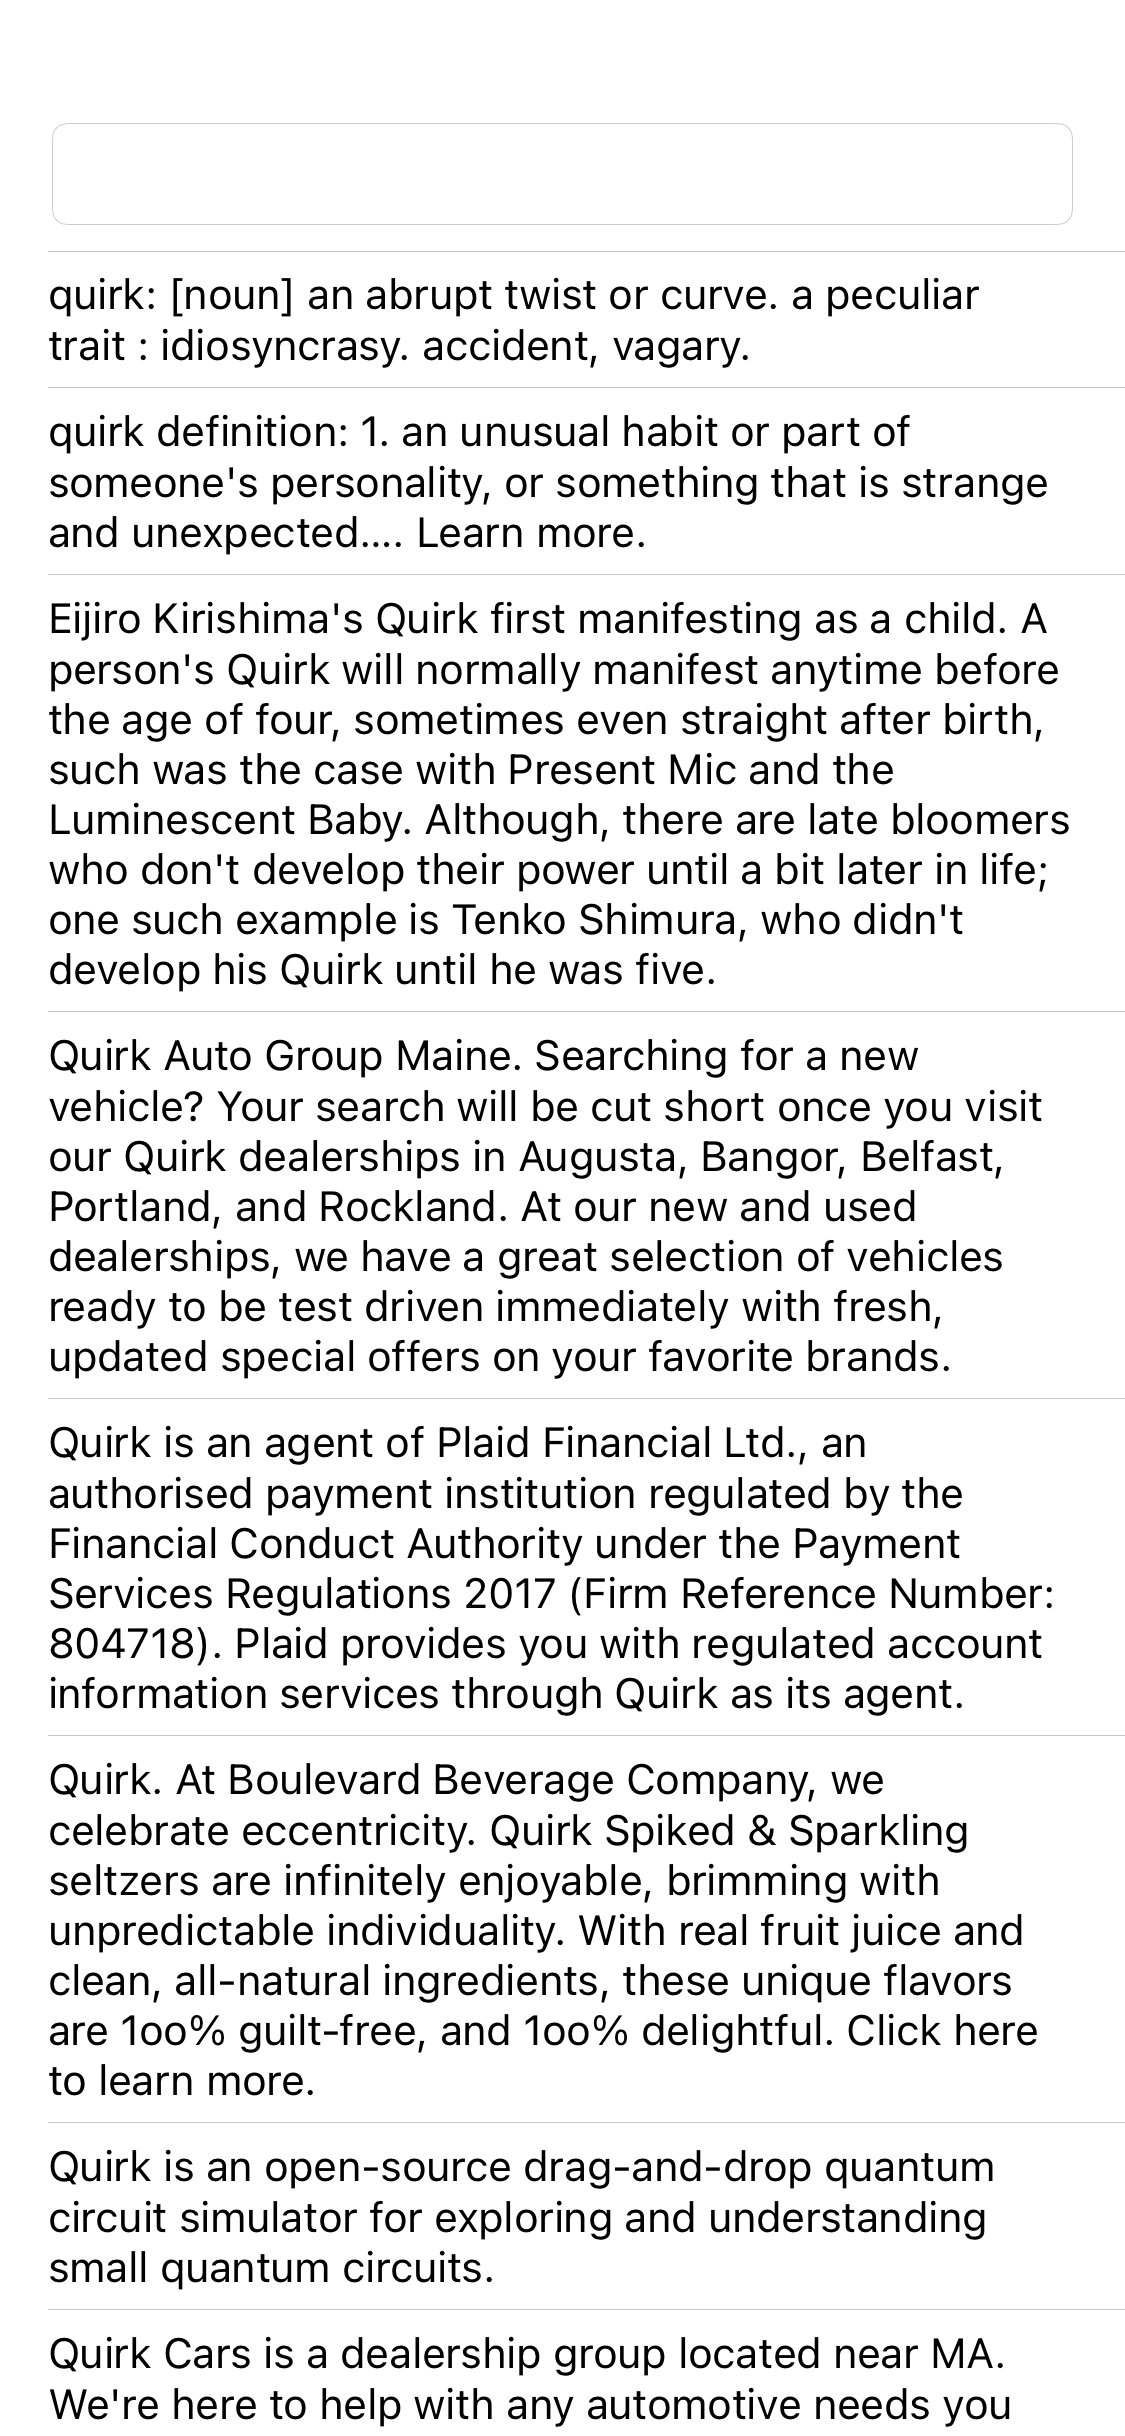 quirk: [noun] an abrupt twist or curve. a peculiar
trait : idiosyncrasy. accident, vagary.
quirk definition: 1. an unusual habit or part of
someone's personality, or something that is strange
and unexpected.... Learn more.
Eijiro Kirishima's Quirk first manifesting as a child. A
person's Quirk will normally manifest anytime before
the age of four, sometimes even straight after birth,
such was the case with Present Mic and the
Luminescent Baby. Although, there are late bloomers
who don't develop their power until a bit later in life;
one such example is Tenko Shimura, who didn't
develop his Quirk until he was five.
Quirk Auto Group Maine. Searching for a new
vehicle? Your search will be cut short once you visit
our Quirk dealerships in Augusta, Bangor, Belfast,
Portland, and Rockland. At our new and used
dealerships, we have a great selection of vehicles
ready to be test driven immediately with fresh,
updated special offers on your favorite brands.
Quirk is an agent of Plaid Financial Ltd., an
authorised payment institution regulated by the
Financial Conduct Authority under the Payment
Services Regulations 2017 (Firm Reference Number:
804718). Plaid provides you with regulated account
information services through Quirk as its agent.
Quirk. At Boulevard Beverage Company, we
celebrate eccentricity. Quirk Spiked & Sparkling
seltzers are infinitely enjoyable, brimming with
unpredictable individuality. With real fruit juice and
clean, all-natural ingredients, these unique flavors
are 1oo% guilt-free, and 1oo% delightful. Click here
to learn more.
Quirk is an open-source drag-and-drop quantum
circuit simulator for exploring and understanding
small quantum circuits.
Quirk Cars is a dealership group located near MA.
We're here to help with any automotive needs you